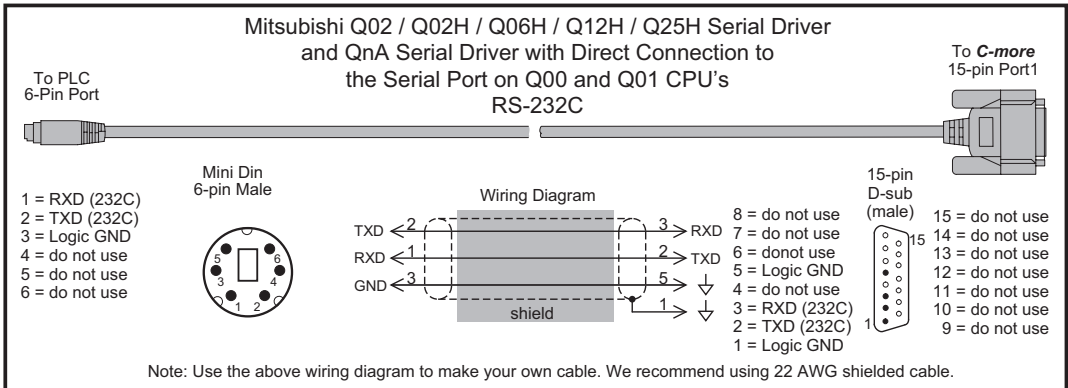 Mitsubishi Q02 / Q02H / Q06H / Q12H / Q25H Serial Driver
and QnA Serial Driver with Direct Connection to
the Serial Port on Q00 and Q01 CPU's
RS-232C
To PLC
6-Pin Port
To C-more
15-pin Port1
1 = RXD (232C)
2 = TXD (232C)
3 = Logic GND
4 = do not use
5 = do not use
6 = do not use
Mini Din
6-pin Male
5 6
3 4
1 2
Wiring Diagram
TXD 2 3 RXD
RXD 1 2 TXD
GND 3 5
1
shield
8 = do not use
7 = do not use
6 = donot use
5 = Logic GND
4 = do not use
3 = RXD (232C)
2 = TXD (232C)
1 = Logic GND
15-pin
D-sub
(male)
15
1
15 = do not use
14 = do not use
13 = do not use
12 = do not use
11 = do not use
10 = do not use
9 = do not use
Note: Use the above wiring diagram to make your own cable. We recommend using 22 AWG shielded cable.